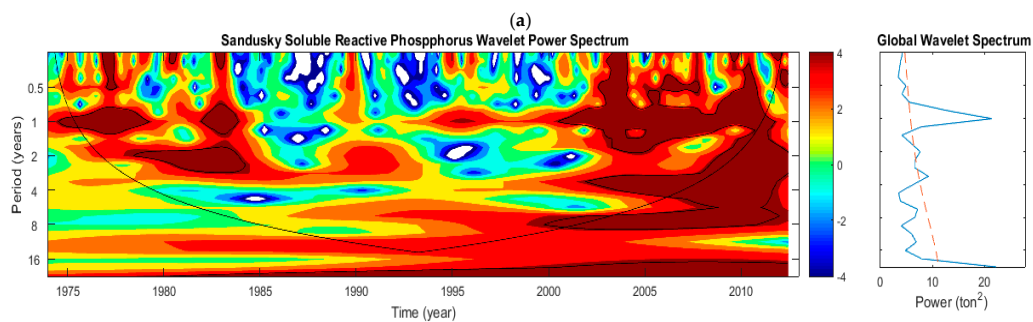 (a)
Sandusky Soluble Reactive Phospphorus Wavelet Power Spectrum
Global Wavelet Spectrum
0.5
1
2
4
8
16
Period (years)
1975 1980 1985 1990 1995 2000 2005 2010
Time (year)
4
2
0
-2
-4
0 10 20
Power (ton²)